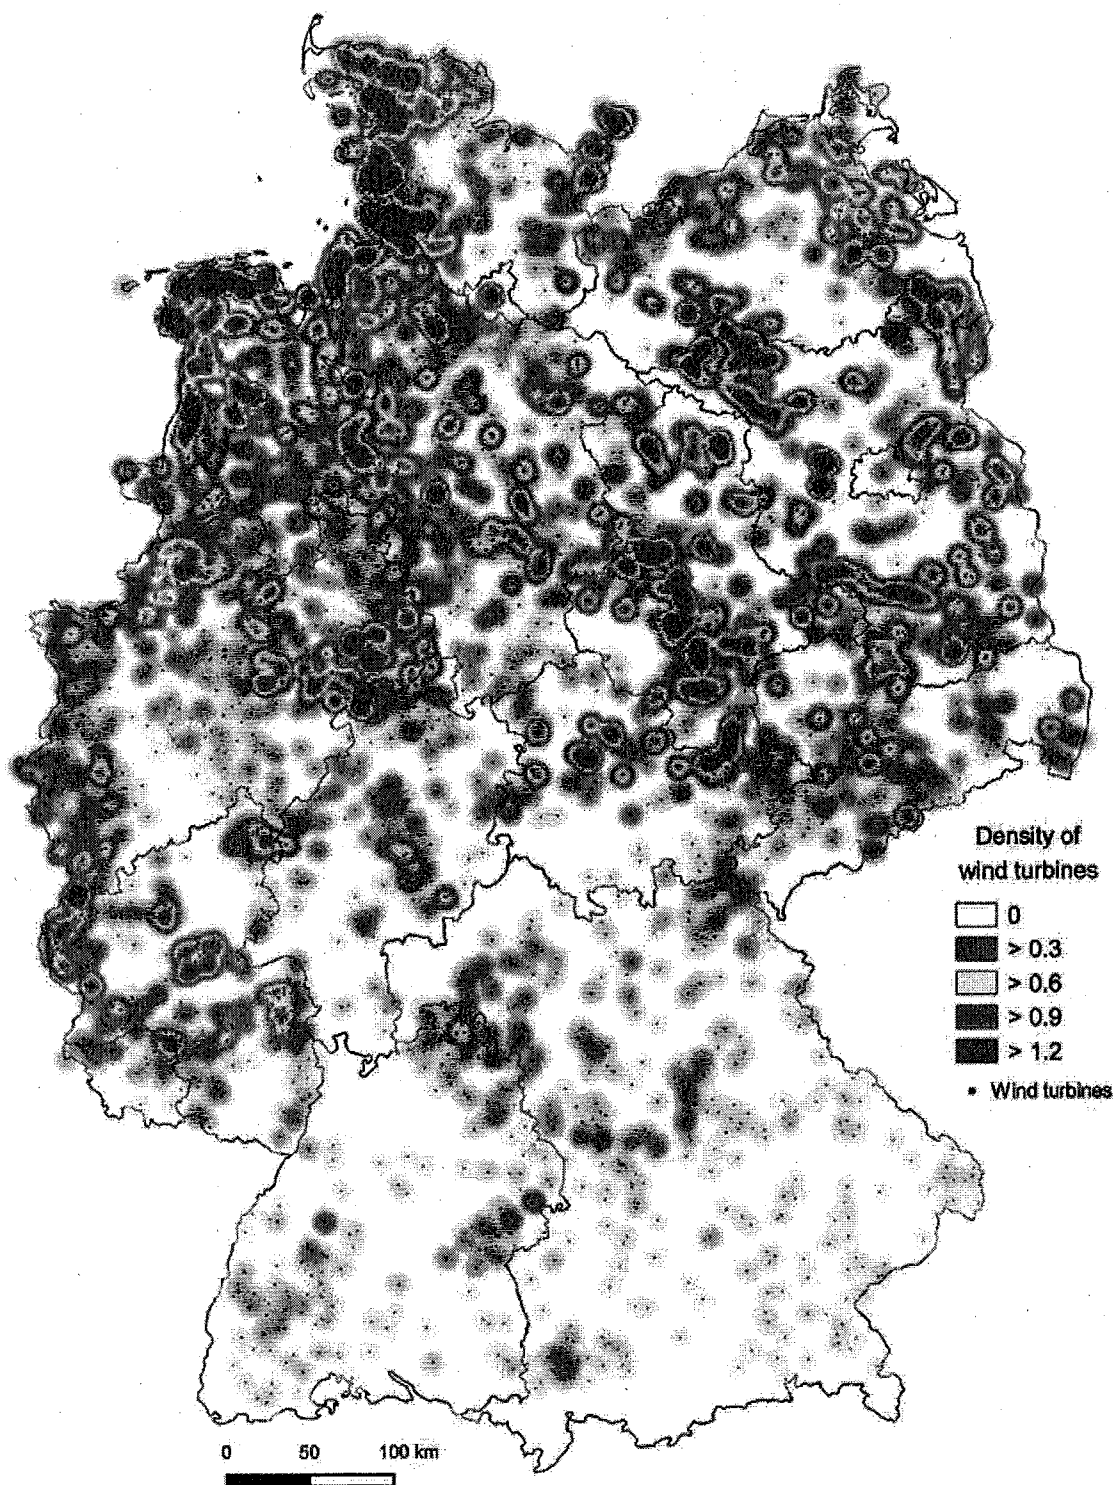 Density of
wind turbines
0
> 0.3
> 0.6
> 0.9
> 1.2
Wind turbines
0 50 100 km